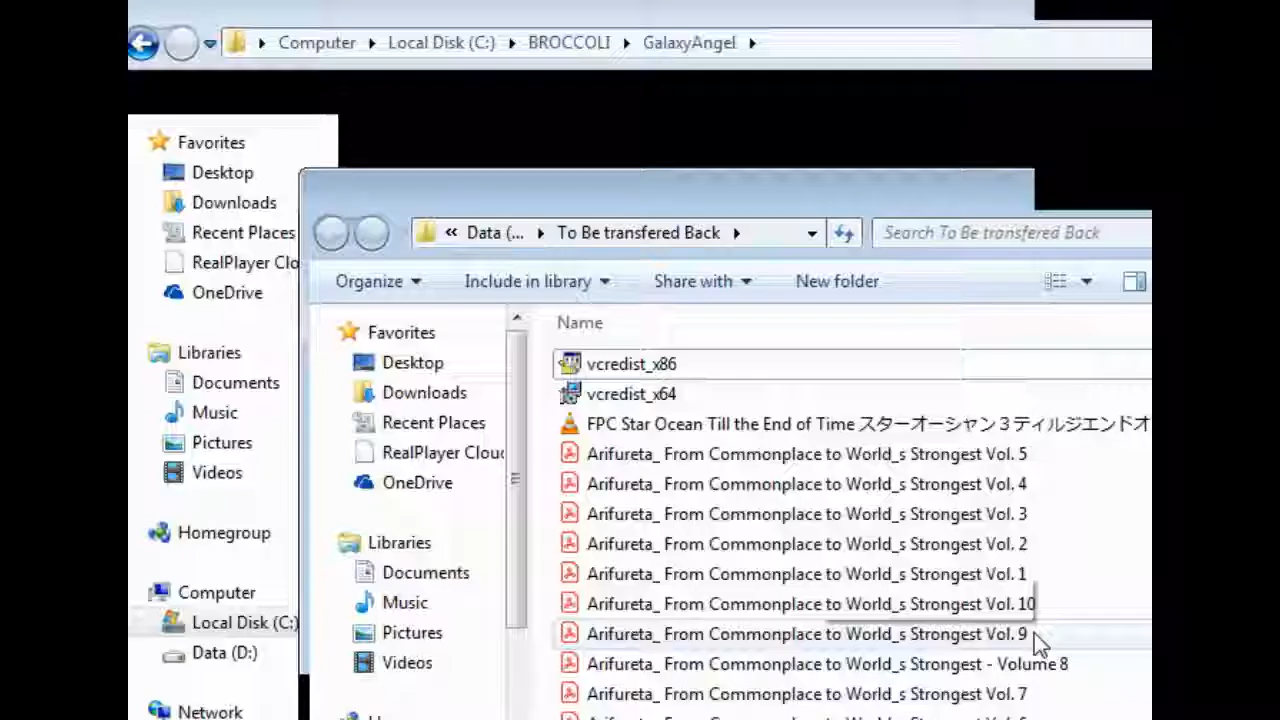 Computer Local Disk (C:) BROCCOLI GalaxyAngel
Favorites
Desktop
Downloads
Recent Places
RealPlayer Clo
OneDrive
Libraries
Documents
Music
Pictures
Videos
Homegroup
Computer
Local Disk (C:)
Data (D:)
Network
« Data (... To Be transfered Back
Search To Be transfered Back
Organize Include in library Share with New folder
Favorites
Desktop
Downloads
Recent Places
RealPlayer Clou
OneDrive
Libraries
Documents
Music
Pictures
Videos
Name
vcredist_x86
vcredist_x64
FPC Star Ocean Till the End of Time スターオーシャン３ティルジエンドオ
Arifureta_ From Commonplace to World_s Strongest Vol. 5
Arifureta_ From Commonplace to World_s Strongest Vol. 4
Arifureta_ From Commonplace to World_s Strongest Vol. 3
Arifureta_ From Commonplace to World_s Strongest Vol. 2
Arifureta_ From Commonplace to World_s Strongest Vol. 1
Arifureta_ From Commonplace to World_s Strongest Vol. 10
Arifureta_ From Commonplace to World_s Strongest Vol. 9
Arifureta_ From Commonplace to World_s Strongest - Volume 8
Arifureta_ From Commonplace to World_s Strongest Vol. 7